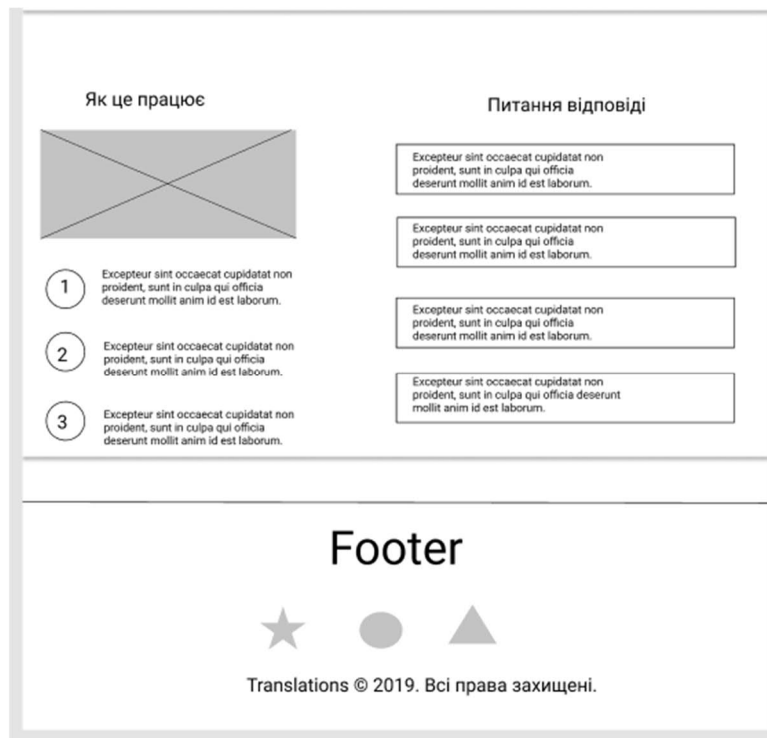 Як це працює
1
Excepteur sint occaecat cupidatat non
proident, sunt in culpa qui officia
deserunt mollit anim id est laborum.
2
Excepteur sint occaecat cupidatat non
proident, sunt in culpa qui officia
deserunt mollit anim id est laborum.
3
Excepteur sint occaecat cupidatat non
proident, sunt in culpa qui officia
deserunt mollit anim id est laborum.
Питання відповіді
Excepteur sint occaecat cupidatat non
proident, sunt in culpa qui officia
deserunt mollit anim id est laborum.
Excepteur sint occaecat cupidatat non
proident, sunt in culpa qui officia
deserunt mollit anim id est laborum.
Excepteur sint occaecat cupidatat non
proident, sunt in culpa qui officia
deserunt mollit anim id est laborum.
Excepteur sint occaecat cupidatat non
proident, sunt in culpa qui officia deserunt
mollit anim id est laborum.
Footer
Translations © 2019. Всі права захищені.